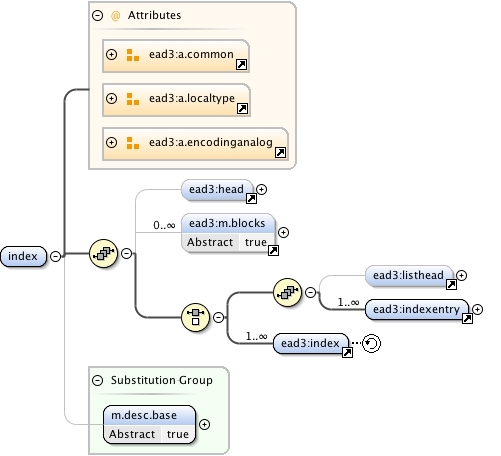 @ Attributes
ead3:a.common
ead3:a.localtype
ead3:a.encodinganalog
ead3:head
0..∞
ead3:m.blocks
Abstract true
index
ead3:listhead
1..∞
ead3:indexentry
1..∞
ead3:index
Substitution Group
m.desc.base
Abstract true